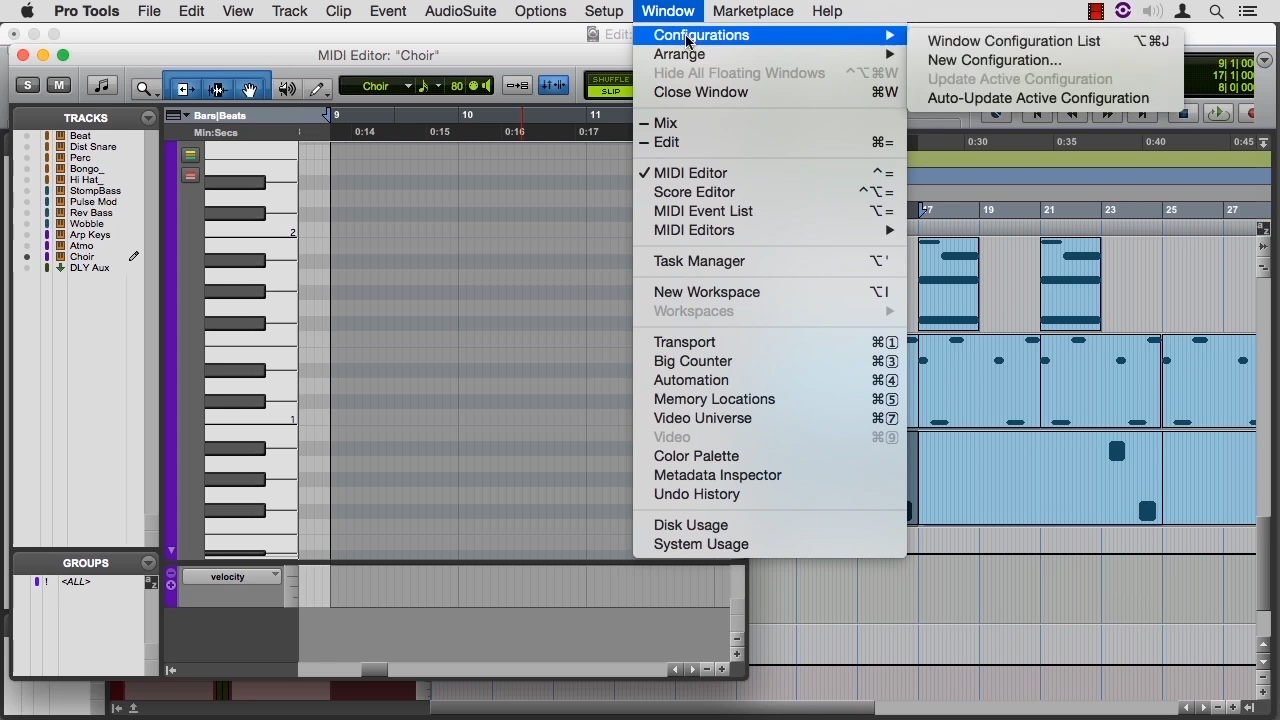 Pro Tools File Edit View Track Clip Event AudioSuite Options Setup Window Marketplace Help
Edit:
MIDI Editor: "Choir"
S M Choir 80 SHUFFLE
SLIP
TRACKS
Beat
Dist Snare
Perc
Bongo_
Hi Hat_
StompBass
Pulse Mod
Rev Bass
Wobble
Arp Keys
Atmo
Choir
DLY Aux
GROUPS
! <ALL>
Bars|Beats 9 10 11
Min:Secs 0:14 0:15 0:16 0:17
2
1
velocity
Configurations
Arrange
Hide All Floating Windows ^⌥⌘W
Close Window ⌘W
Mix
Edit ⌘=
✓ MIDI Editor ^=
Score Editor ^⌥=
MIDI Event List ⌥=
MIDI Editors
Task Manager ⌥'
New Workspace ⌥I
Workspaces
Transport ⌘1
Big Counter ⌘3
Automation ⌘4
Memory Locations ⌘5
Video Universe ⌘7
Video ⌘9
Color Palette
Metadata Inspector
Undo History
Disk Usage
System Usage
Window Configuration List ⌥⌘J
New Configuration...
Update Active Configuration
Auto-Update Active Configuration
0:30 0:35 0:40 0:45
19 21 23 25 27